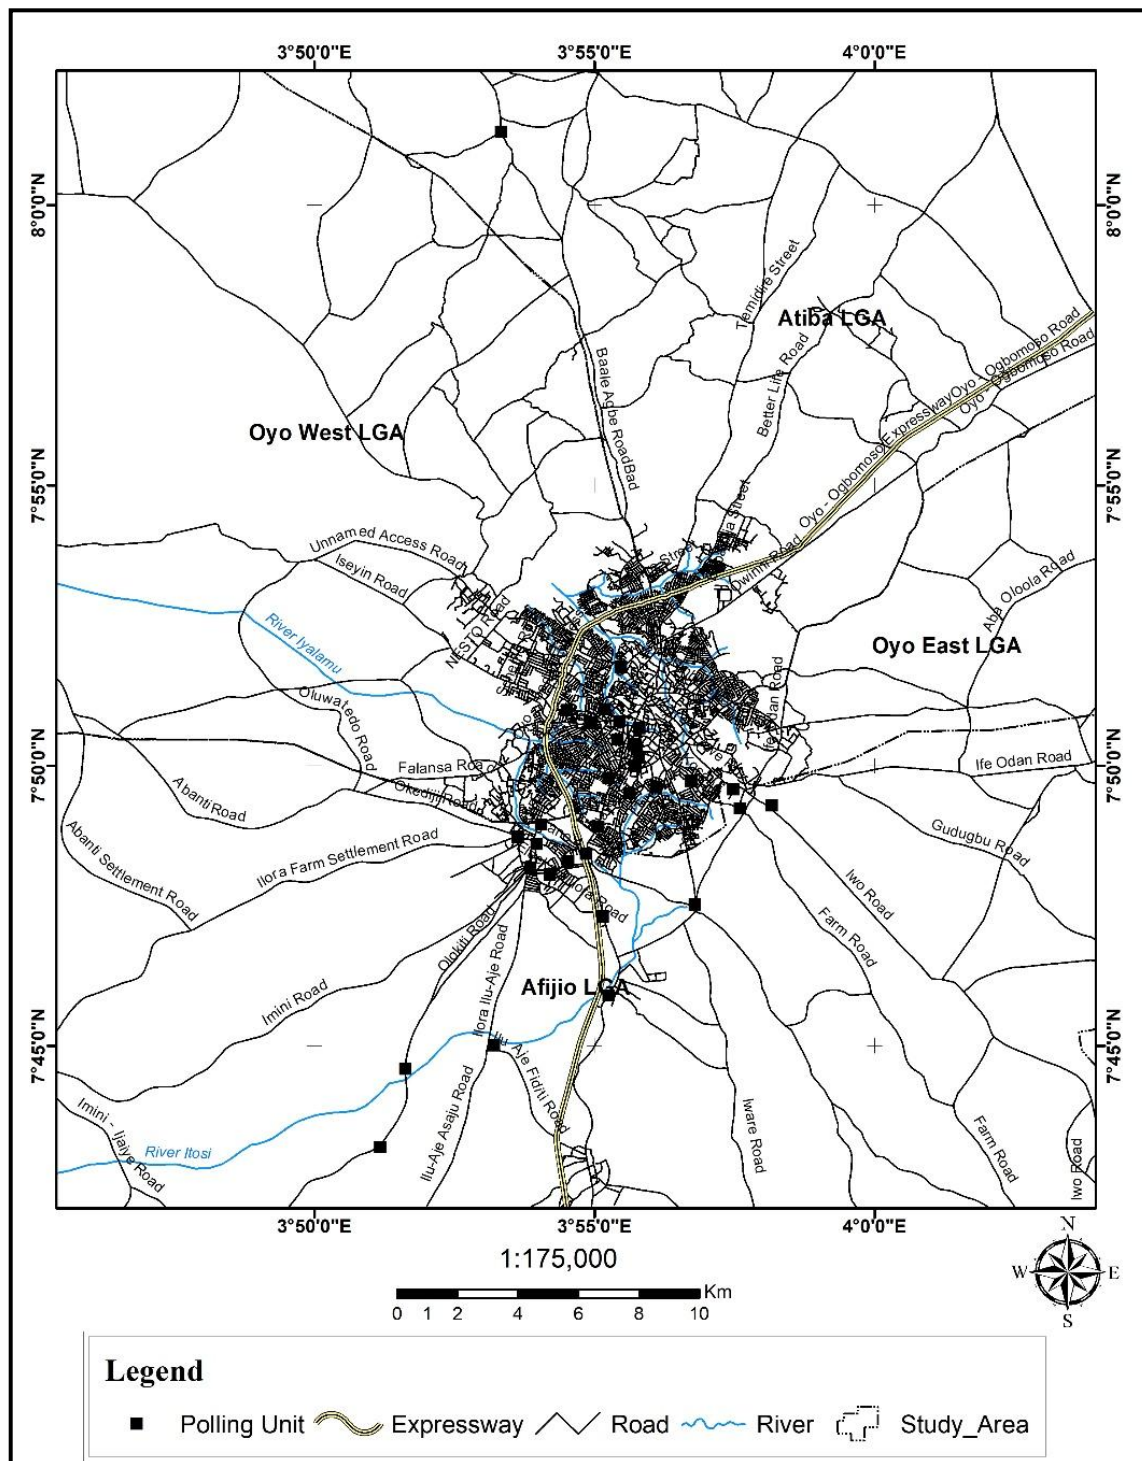 3°50'0"E
3°55'0"E
4°0'0"E
8°0'0"N
8°0'0"N
Temidire Street
Atiba LGA
Oyo - Ogbomoso Road
Oyo - Ogbomoso Road
Better Life Road
Baale Agbe RoadBad
Oyo - Ogbomoso Expressway
Oyo West LGA
7°55'0"N
7°55'0"N
Unnamed Access Road
Iseyin Road
Aba Oloola Road
NESTO Road
River Iyalamu
Oyo East LGA
Oluwatedo Road
7°50'0"N
7°50'0"N
Falansa Road
Ife Odan Road
Abanti Road
Okediji Road
Abanti Settlement Road
Ilora Farm Settlement Road
Gudugbu Road
Iwo Road
Farm Road
Olokiti Road
Ilora Ilu-Aje Road
Imini Road
Afijio LGA
7°45'0"N
7°45'0"N
Ilu Aje Fiditi Road
Ilu-Aje Asaju Road
Imini - Ijaiye Road
Iware Road
Farm Road
Iwo Road
River Itosi
3°50'0"E
3°55'0"E
4°0'0"E
1:175,000
N
W
E
S
Km
0 1 2 4 6 8 10
Legend
Polling Unit Expressway Road River Study_Area